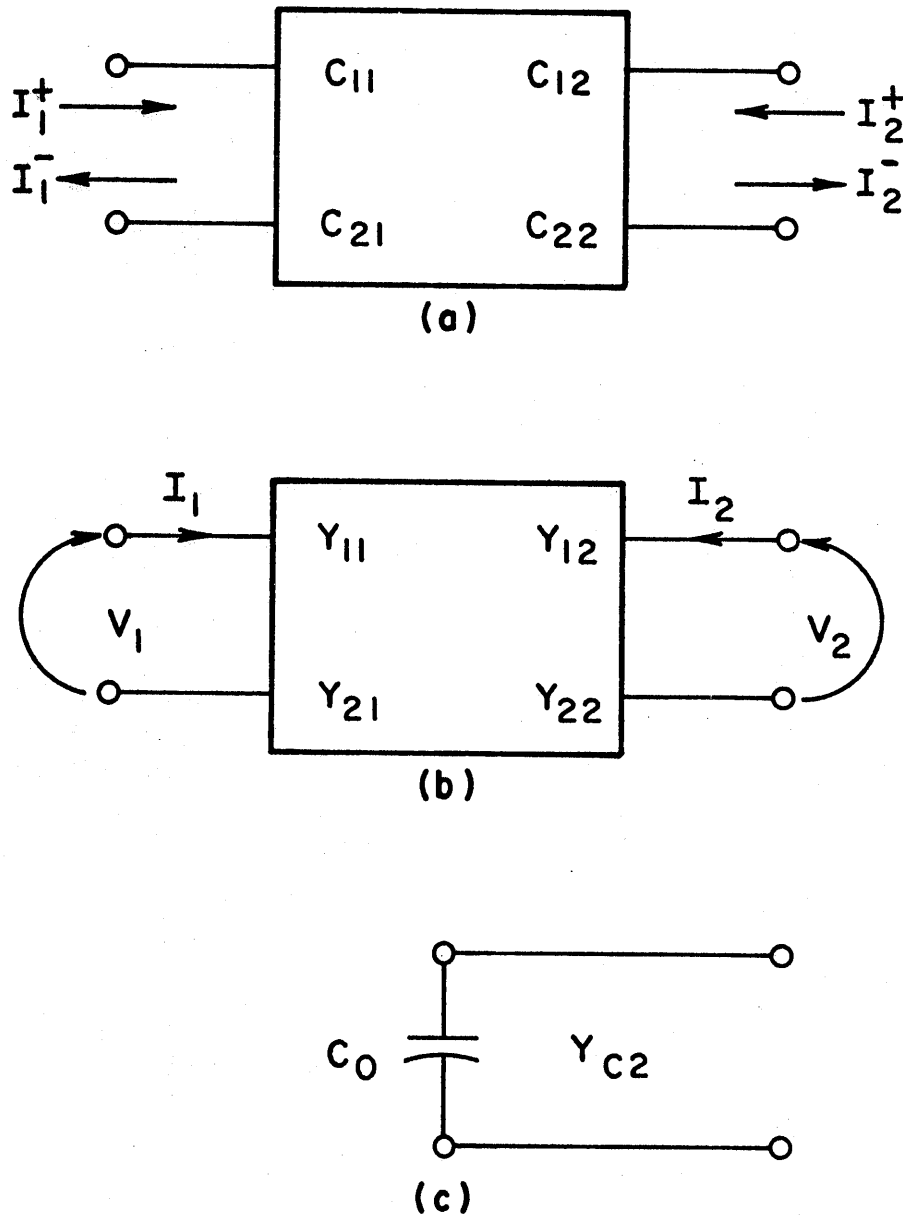 C11 C12
I1+ I2+
I1- I2-
C21 C22
(a)
I1 I2
Y11 Y12
V1 V2
Y21 Y22
(b)
C0 YC2
(c)